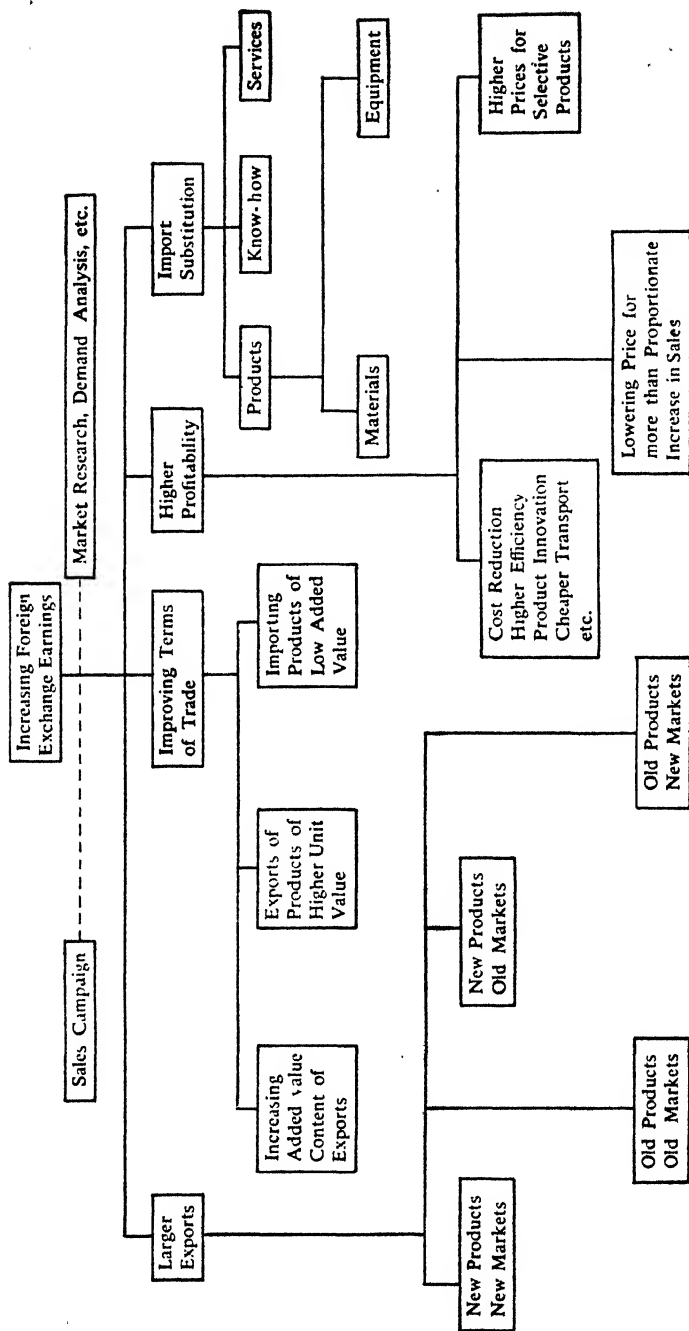 Increasing Foreign
Exchange Earnings
Sales Campaign
Market Research, Demand Analysis, etc.
Larger
Exports
Improving Terms
of Trade
Higher
Profitability
Import
Substitution
Increasing
Added value
Content of
Exports
Exports of
Products of
Higher Unit
Value
Importing
Products of
Low Added
Value
Products
Know-how
Services
Materials
Equipment
New Products
New Markets
Old Products
Old Markets
New Products
Old Markets
Old Products
New Markets
Cost Reduction
Higher Efficiency
Product Innovation
Cheaper Transport
etc.
Lowering Price for
more than Proportionate
Increase in Sales
Higher
Prices for
Selective
Products